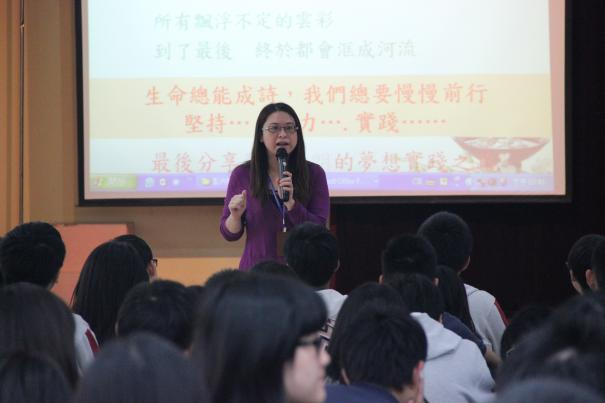 所有飄浮不定的雲彩
到了最後 終於都會滙成河流
生命總能成詩，我們總要慢慢前行
堅持… 力….實踐……
最後分享 的夢想實踐之